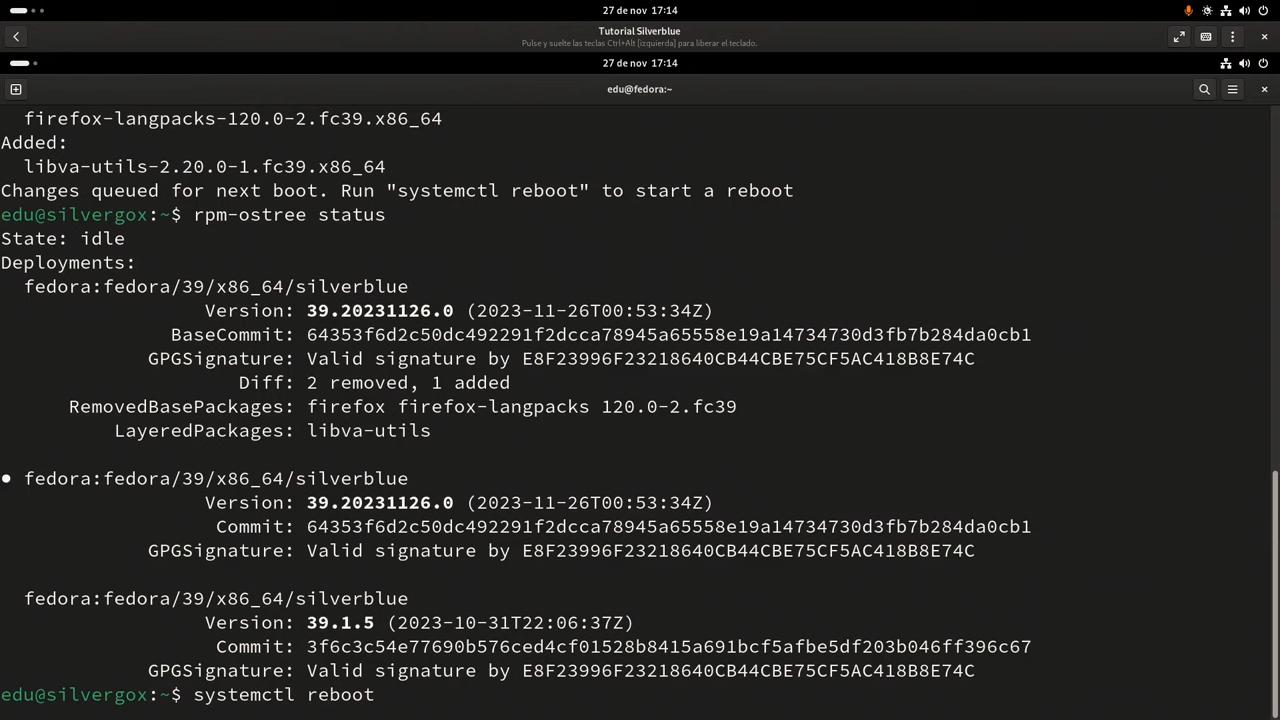 27 de nov 17:14
Tutorial Silverblue
Pulse y suelte las teclas Ctrl+Alt [izquierda] para liberar el teclado.
27 de nov 17:14
edu@fedora:~
firefox-langpacks-120.0-2.fc39.x86_64
Added:
libva-utils-2.20.0-1.fc39.x86_64
Changes queued for next boot. Run "systemctl reboot" to start a reboot
edu@silvergox:~$ rpm-ostree status
State: idle
Deployments:
fedora:fedora/39/x86_64/silverblue
Version: 39.20231126.0 (2023-11-26T00:53:34Z)
BaseCommit: 64353f6d2c50dc492291f2dcca78945a65558e19a14734730d3fb7b284da0cb1
GPGSignature: Valid signature by E8F23996F23218640CB44CBE75CF5AC418B8E74C
Diff: 2 removed, 1 added
RemovedBasePackages: firefox firefox-langpacks 120.0-2.fc39
LayeredPackages: libva-utils
● fedora:fedora/39/x86_64/silverblue
Version: 39.20231126.0 (2023-11-26T00:53:34Z)
Commit: 64353f6d2c50dc492291f2dcca78945a65558e19a14734730d3fb7b284da0cb1
GPGSignature: Valid signature by E8F23996F23218640CB44CBE75CF5AC418B8E74C
fedora:fedora/39/x86_64/silverblue
Version: 39.1.5 (2023-10-31T22:06:37Z)
Commit: 3f6c3c54e77690b576ced4cf01528b8415a691bcf5afbe5df203b046ff396c67
GPGSignature: Valid signature by E8F23996F23218640CB44CBE75CF5AC418B8E74C
edu@silvergox:~$ systemctl reboot